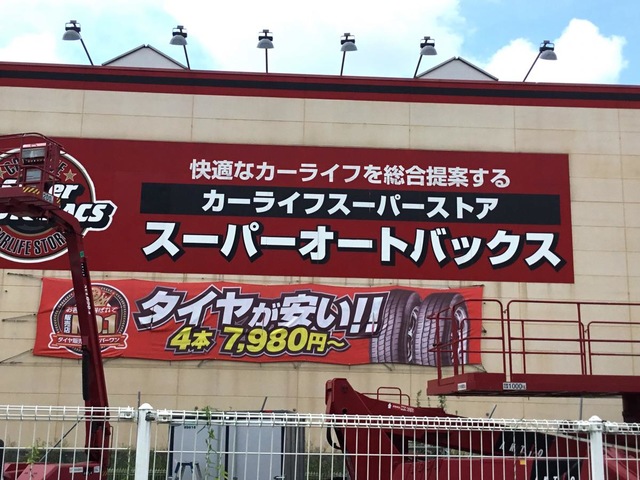 快適なカーライフを総合提案する
カーライフスーパーストア
スーパーオートバックス
タイヤが安い!!
4本 7,980円~